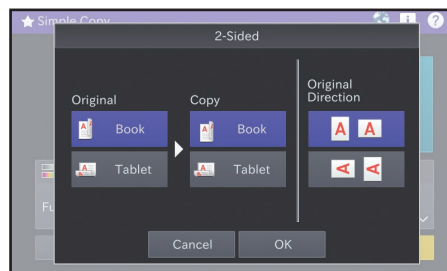 Simple Copy
2-Sided
Original
Copy
Original
Direction
Book
Book
A A
Tablet
Tablet
A A
Cancel
OK